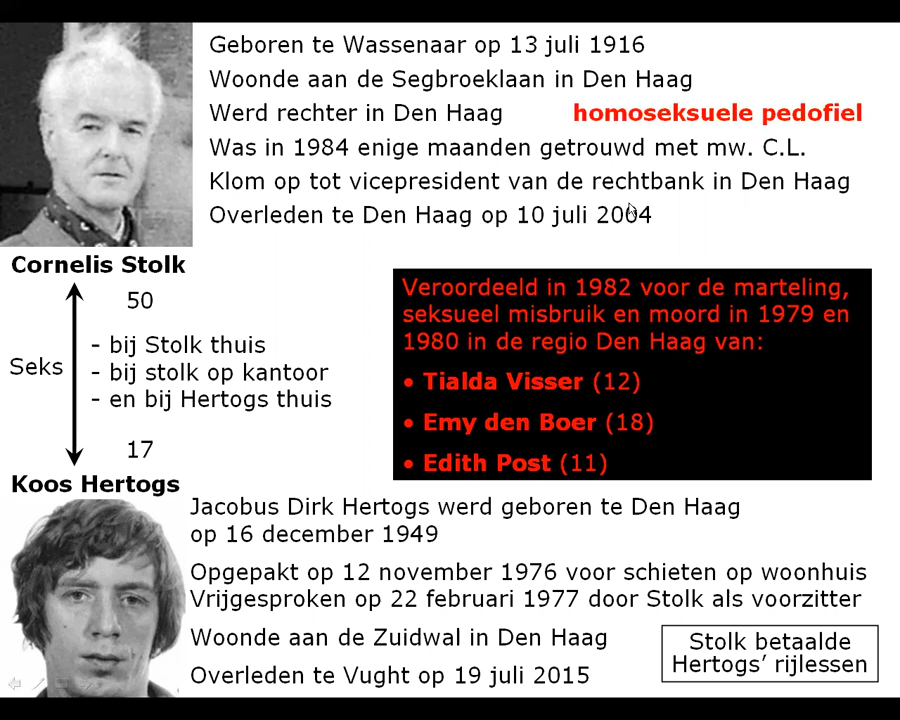 Geboren te Wassenaar op 13 juli 1916
Woonde aan de Segbroeklaan in Den Haag
Werd rechter in Den Haag homoseksuele pedofiel
Was in 1984 enige maanden getrouwd met mw. C.L.
Klom op tot vicepresident van de rechtbank in Den Haag
Overleden te Den Haag op 10 juli 2004
Cornelis Stolk
50
Seks
- bij Stolk thuis
- bij stolk op kantoor
- en bij Hertogs thuis
17
Koos Hertogs
Veroordeeld in 1982 voor de marteling,
seksueel misbruik en moord in 1979 en
1980 in de regio Den Haag van:
• Tialda Visser (12)
• Emy den Boer (18)
• Edith Post (11)
Jacobus Dirk Hertogs werd geboren te Den Haag
op 16 december 1949
Opgepakt op 12 november 1976 voor schieten op woonhuis
Vrijgesproken op 22 februari 1977 door Stolk als voorzitter
Woonde aan de Zuidwal in Den Haag
Overleden te Vught op 19 juli 2015
Stolk betaalde
Hertogs’ rijlessen